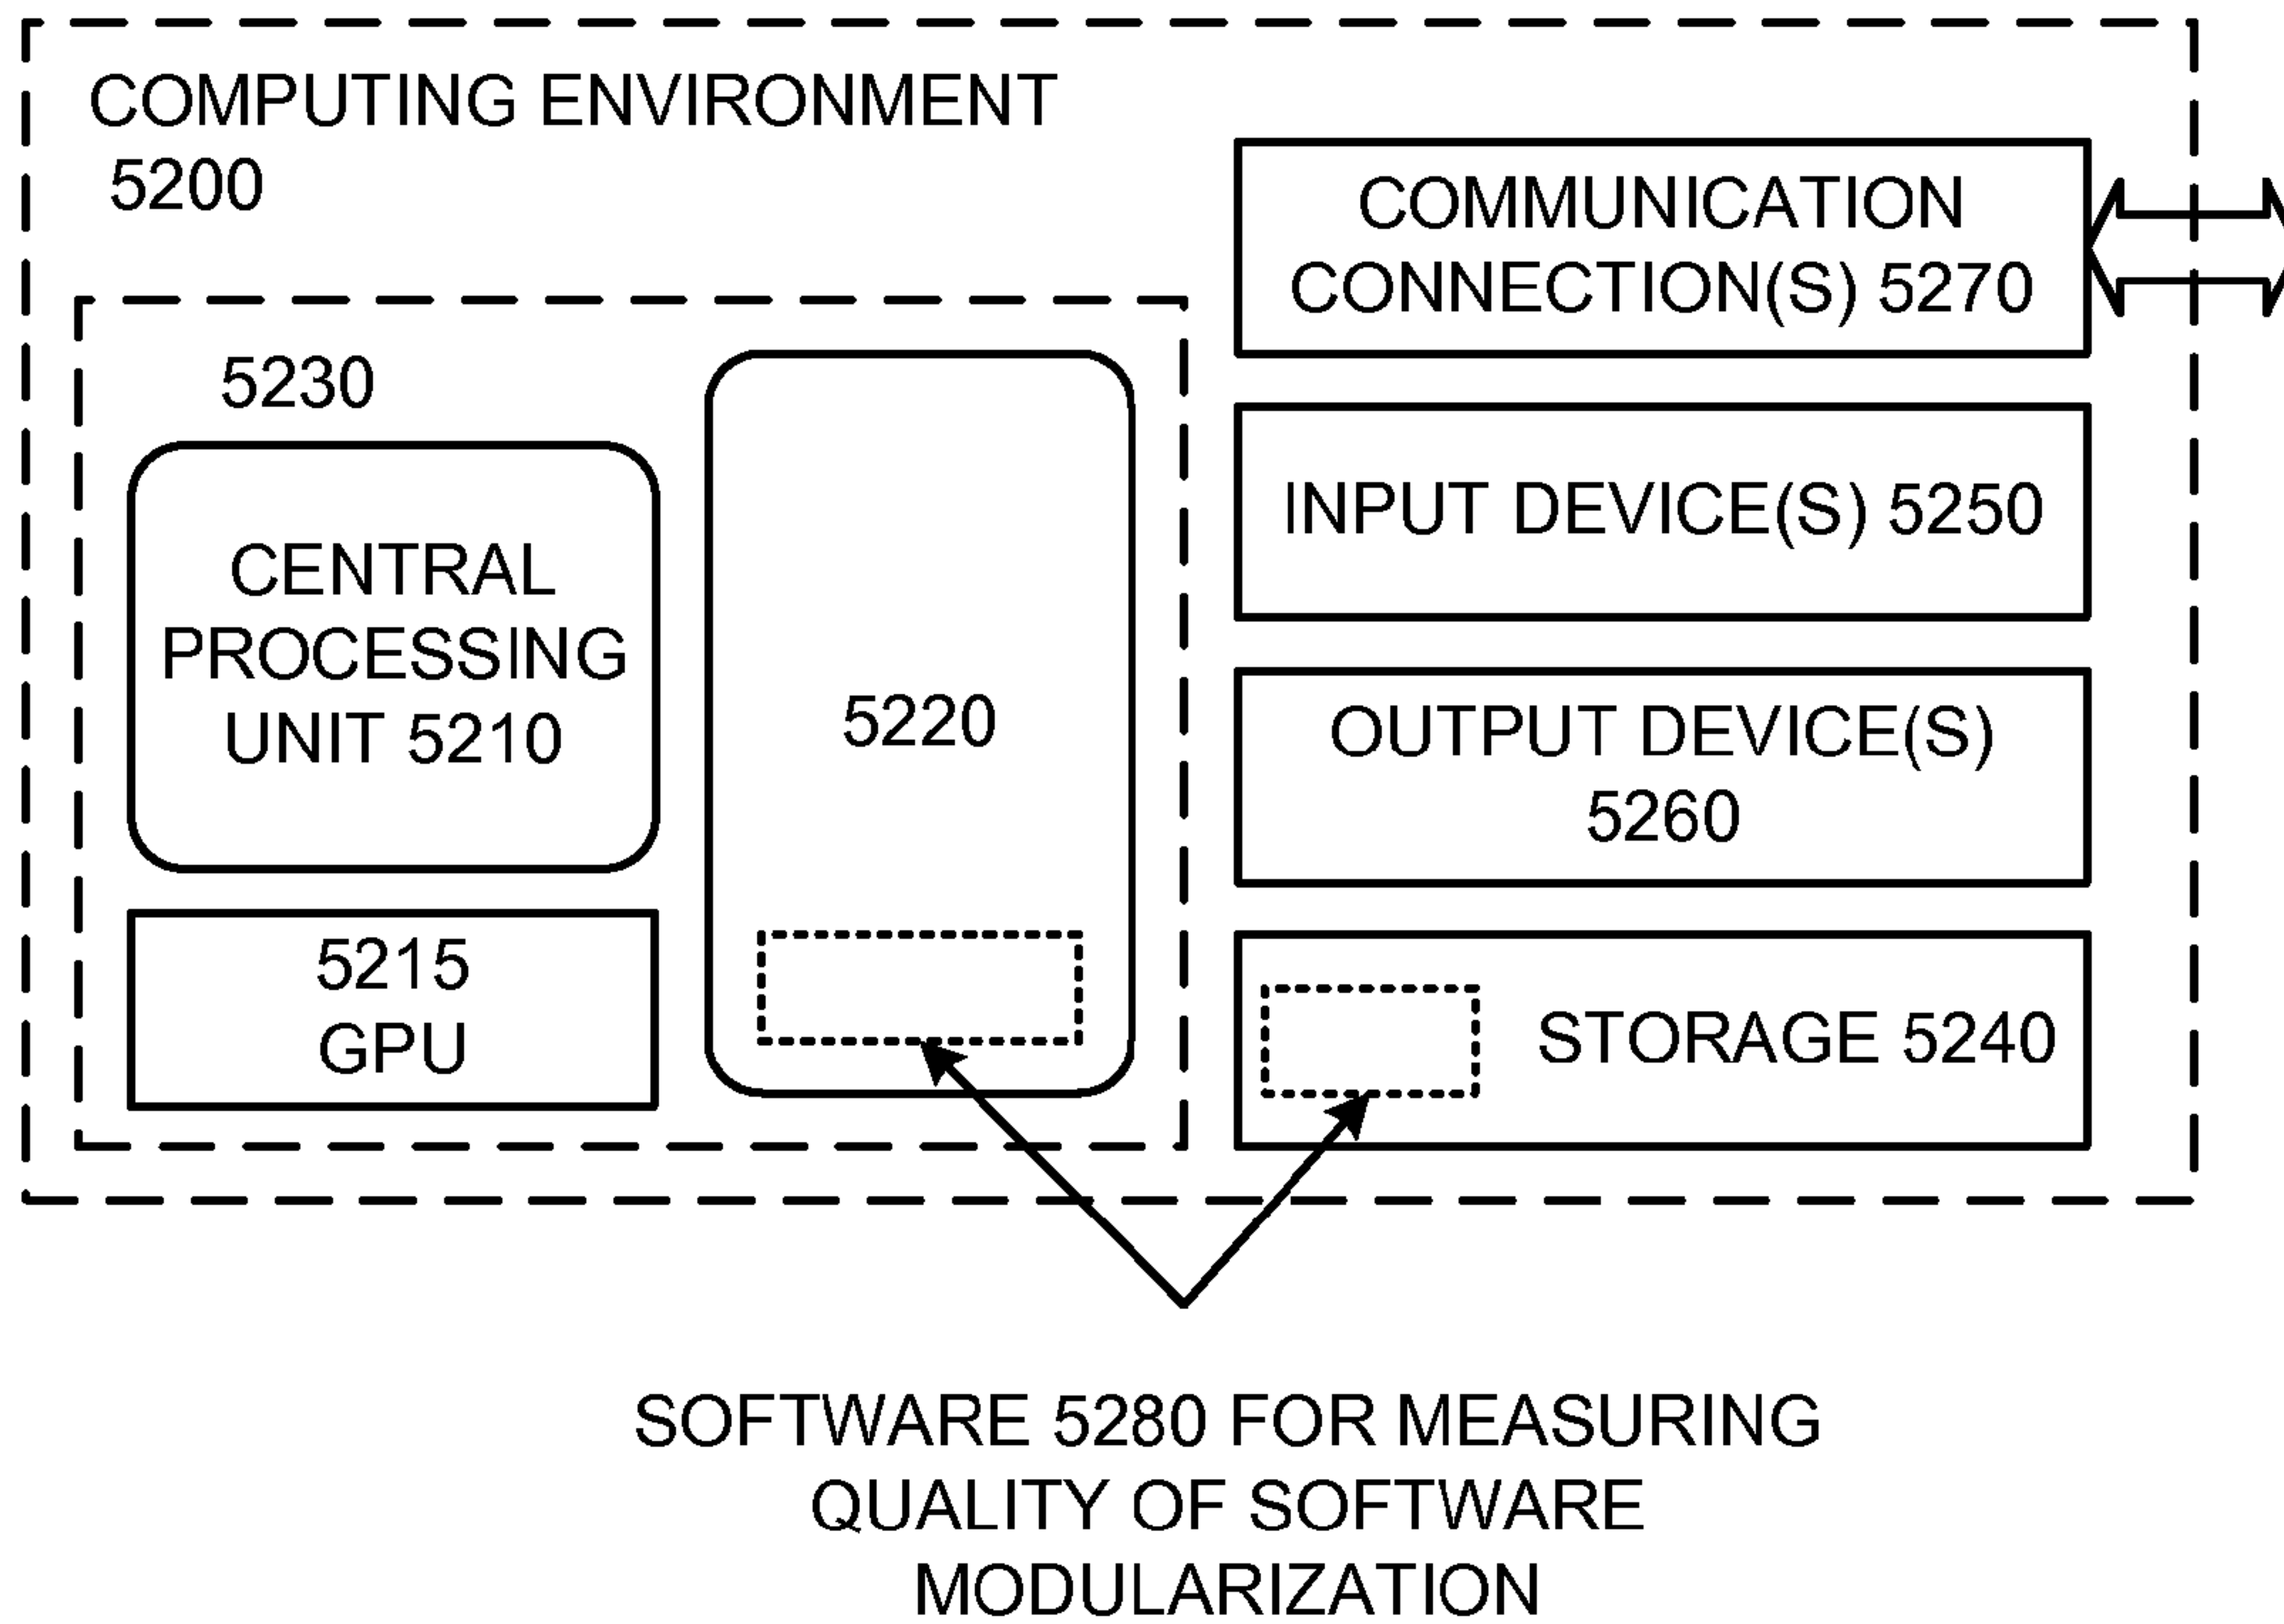 COMPUTING ENVIRONMENT
5200
5230
CENTRAL
PROCESSING
UNIT 5210
5215
GPU
5220
COMMUNICATION
CONNECTION(S) 5270
INPUT DEVICE(S) 5250
OUTPUT DEVICE(S)
5260
STORAGE 5240
SOFTWARE 5280 FOR MEASURING
QUALITY OF SOFTWARE
MODULARIZATION